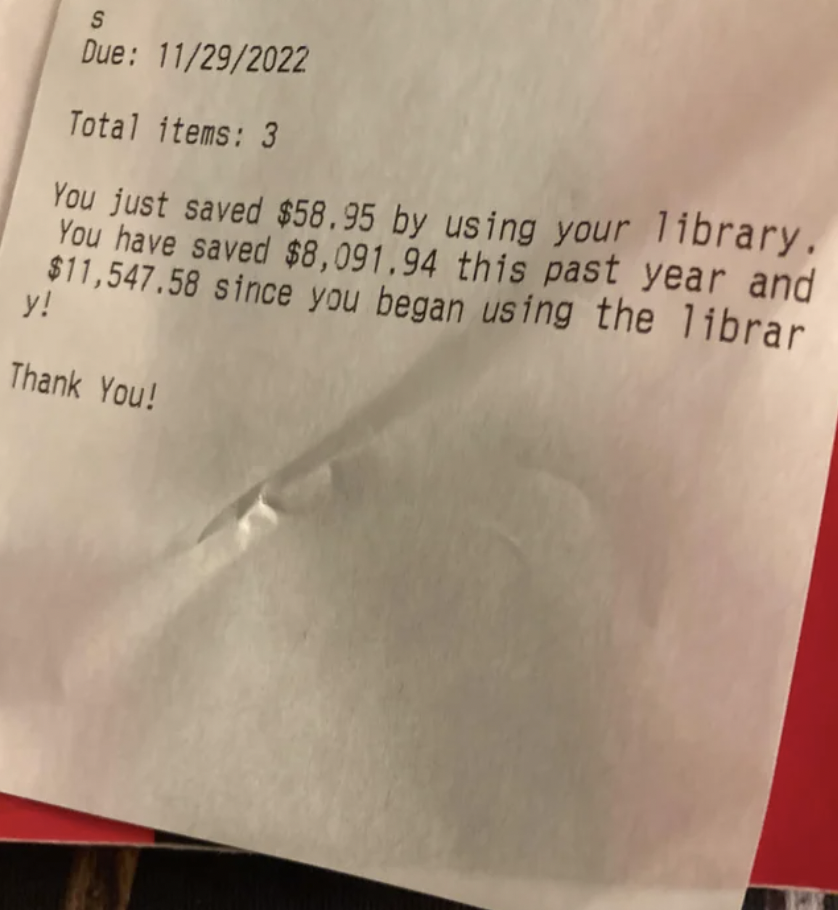 s
Due: 11/29/2022
Total items: 3
You just saved $58.95 by using your library.
You have saved $8,091.94 this past year and
$11,547.58 since you began using the librar
y!
Thank You!